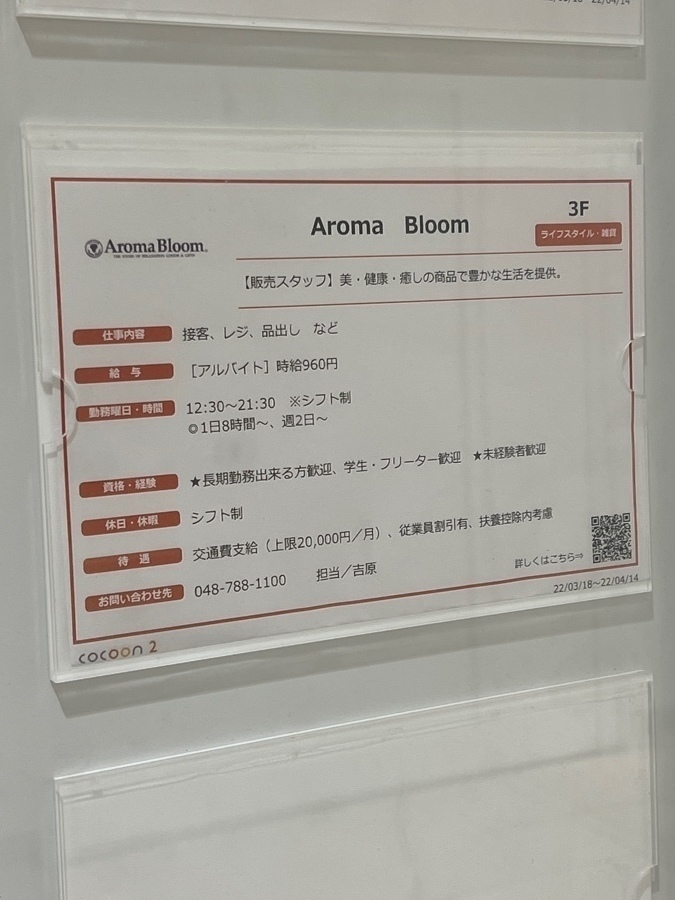 22/04/14
Aroma Bloom
3F
ライフスタイル・雑貨
AromaBloom.
【販売スタッフ】美・健康・癒しの商品で豊かな生活を提供。
仕事内容 接客、レジ、品出し など
給与 [アルバイト]時給960円
勤務曜日・時間 12:30～21:30 ※シフト制
◎1日8時間～、週2日～
資格・経験 ★長期勤務出来る方歓迎、学生・フリーター歓迎 ★未経験者歓迎
休日・休暇 シフト制
待遇 交通費支給（上限20,000円／月）、従業員割引有、扶養控除内考慮
お問い合わせ先 048-788-1100 担当／吉原
詳しくはこちら⇒
22/03/18～22/04/14
cocoon 2